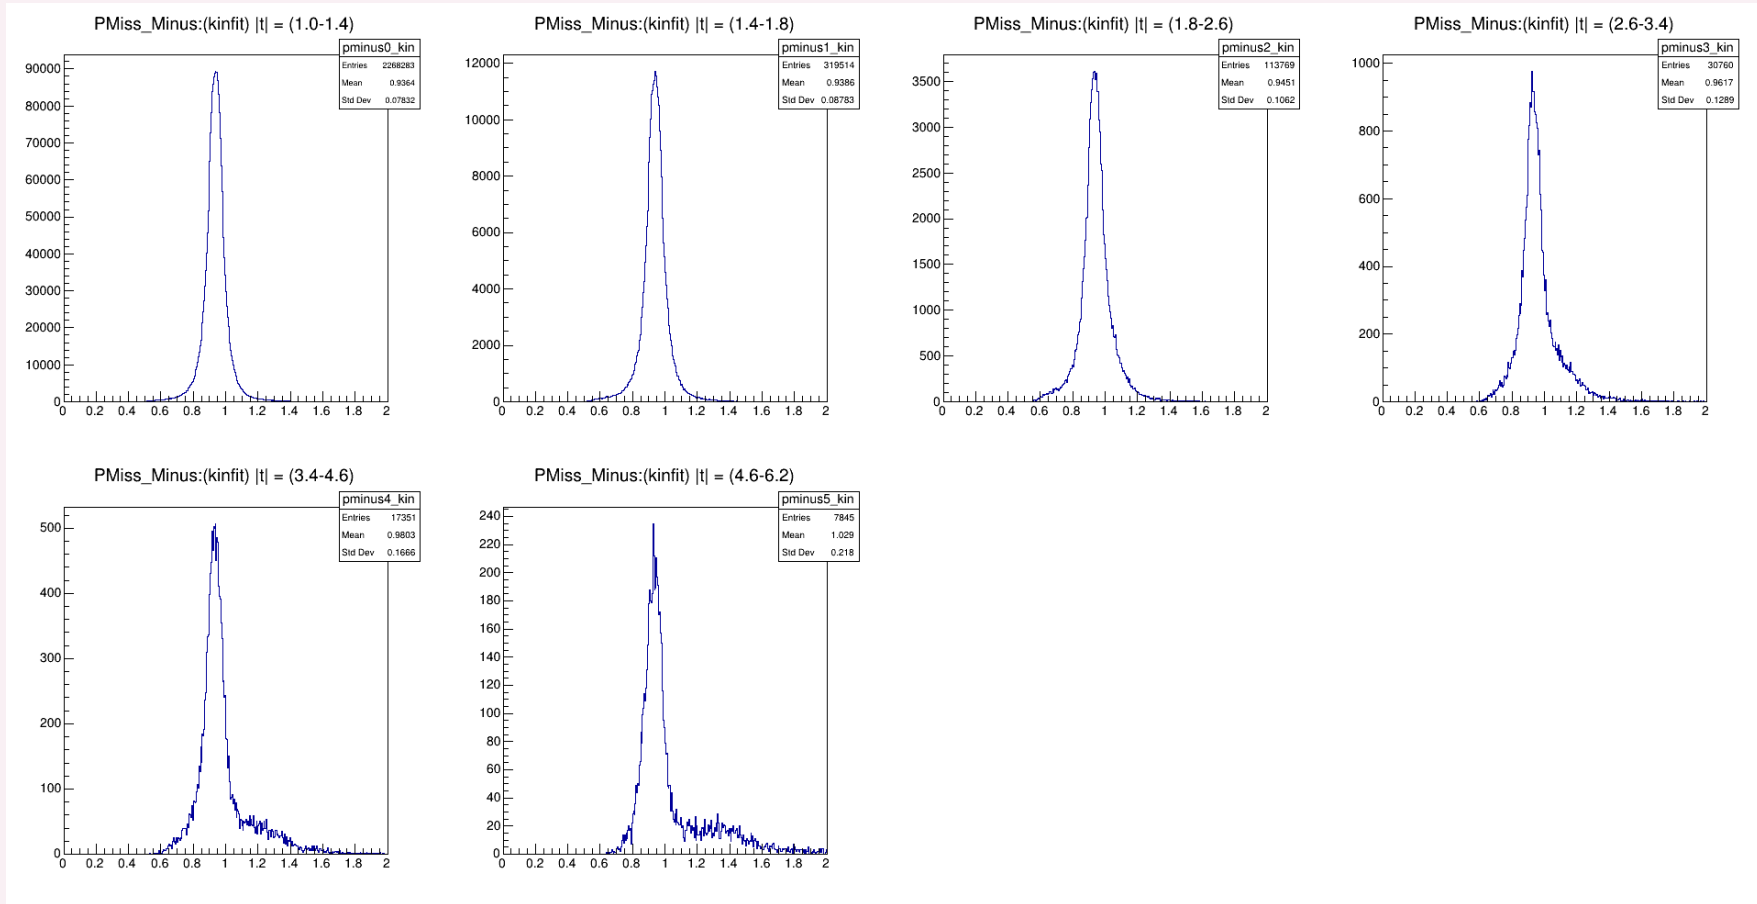 PMiss_Minus:(kinfit) |t| = (1.0-1.4)
pminus0_kin
Entries 2268283
Mean 0.9364
Std Dev 0.07832
90000
80000
70000
60000
50000
40000
30000
20000
10000
0
0 0.2 0.4 0.6 0.8 1 1.2 1.4 1.6 1.8 2
PMiss_Minus:(kinfit) |t| = (1.4-1.8)
pminus1_kin
Entries 319514
Mean 0.9386
Std Dev 0.08783
12000
10000
8000
6000
4000
2000
0
0 0.2 0.4 0.6 0.8 1 1.2 1.4 1.6 1.8 2
PMiss_Minus:(kinfit) |t| = (1.8-2.6)
pminus2_kin
Entries 113769
Mean 0.9451
Std Dev 0.1062
3500
3000
2500
2000
1500
1000
500
0
0 0.2 0.4 0.6 0.8 1 1.2 1.4 1.6 1.8 2
PMiss_Minus:(kinfit) |t| = (2.6-3.4)
pminus3_kin
Entries 30760
Mean 0.9617
Std Dev 0.1289
1000
800
600
400
200
0
0 0.2 0.4 0.6 0.8 1 1.2 1.4 1.6 1.8 2
PMiss_Minus:(kinfit) |t| = (3.4-4.6)
pminus4_kin
Entries 17351
Mean 0.9803
Std Dev 0.1666
500
400
300
200
100
0
0 0.2 0.4 0.6 0.8 1 1.2 1.4 1.6 1.8 2
PMiss_Minus:(kinfit) |t| = (4.6-6.2)
pminus5_kin
Entries 7845
Mean 1.029
Std Dev 0.218
240
220
200
180
160
140
120
100
80
60
40
20
0
0 0.2 0.4 0.6 0.8 1 1.2 1.4 1.6 1.8 2